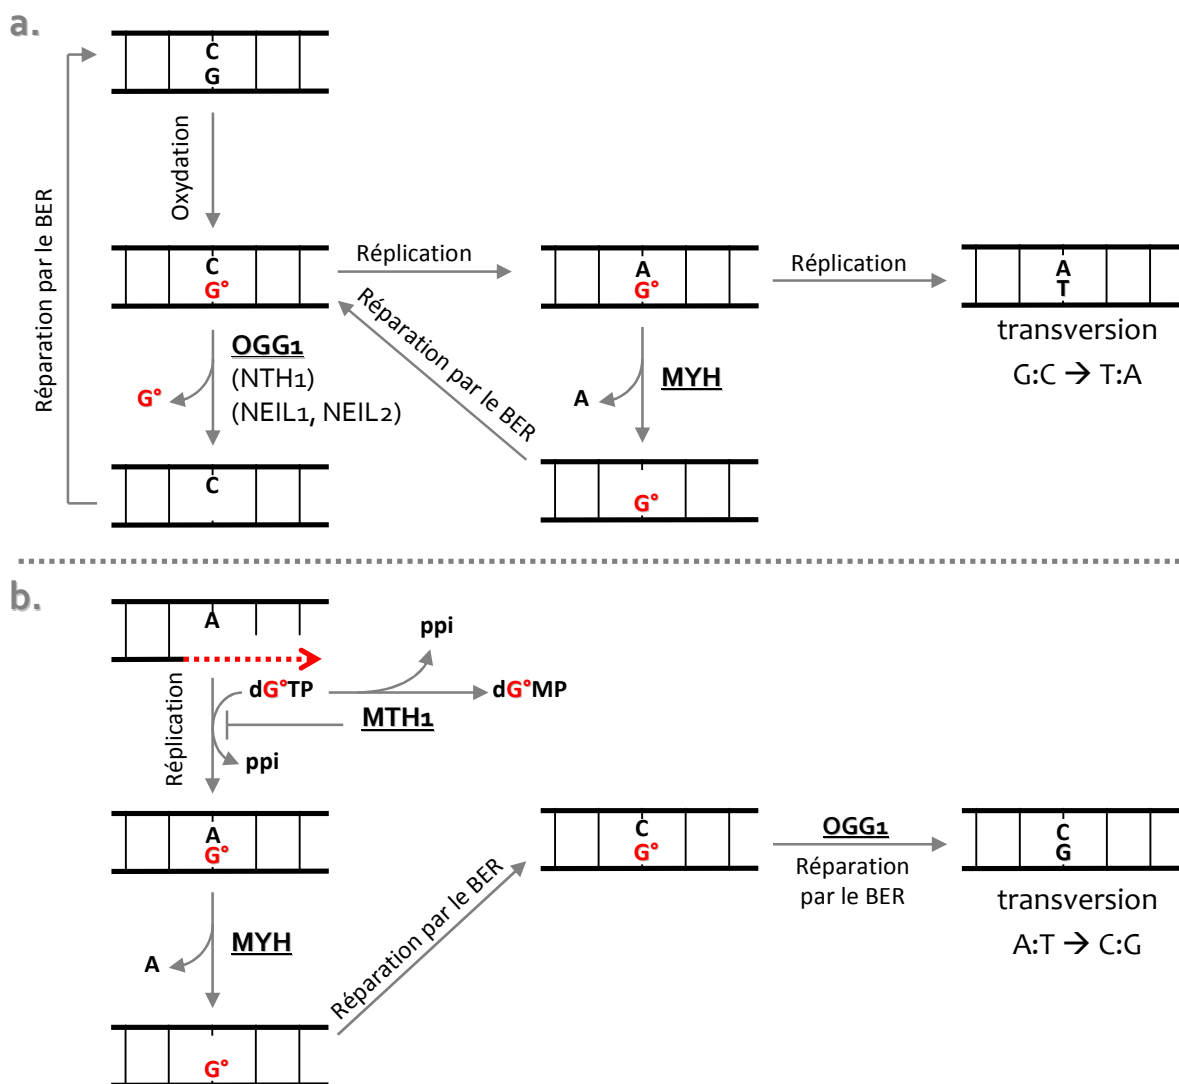 a.
C
G
Oxydation
Réparation par le BER
C
G°
Réplication
A
G°
Réplication
A
T
transversion
G:C → T:A
OGG1
(NTH1)
(NEIL1, NEIL2)
G°
Réparation par le BER
MYH
A
C
G°
b.
A
ppi
dG°TP
dG°MP
MTH1
Réplication
ppi
A
G°
MYH
A
G°
Réparation par le BER
C
G°
OGG1
Réparation
par le BER
C
G
transversion
A:T → C:G